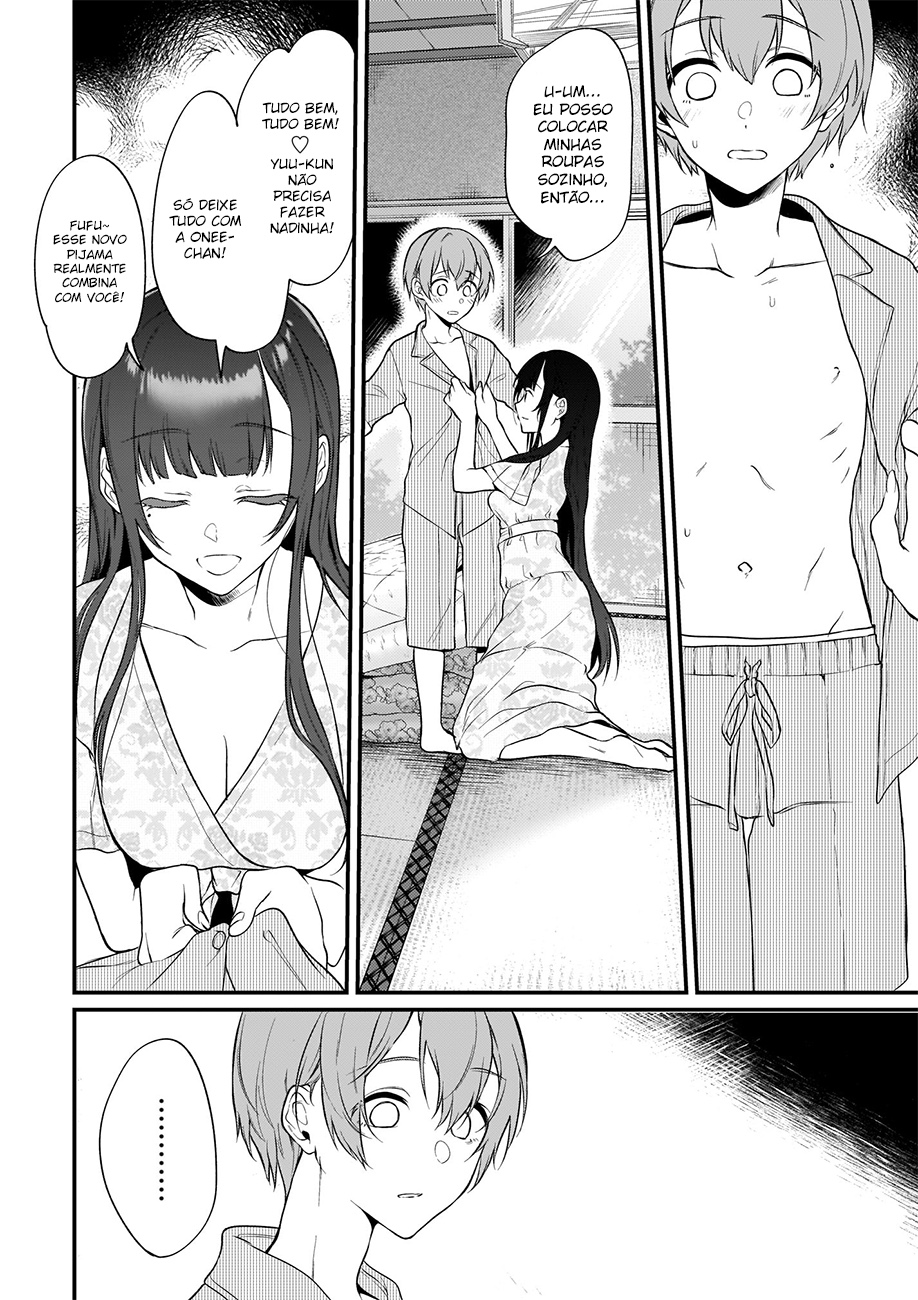 U-UM...
EU POSSO
COLOCAR
MINHAS
ROUPAS
SOZINHO,
ENTÃO...
TUDO BEM,
TUDO BEM!
♡
YUU-KUN
NÃO
PRECISA
FAZER
NADINHA!
SÓ DEIXE
TUDO COM
A ONEE-
CHAN!
FUFU~
ESSE NOVO
PIJAMA
REALMENTE
COMBINA
COM VOCÊ!
.........